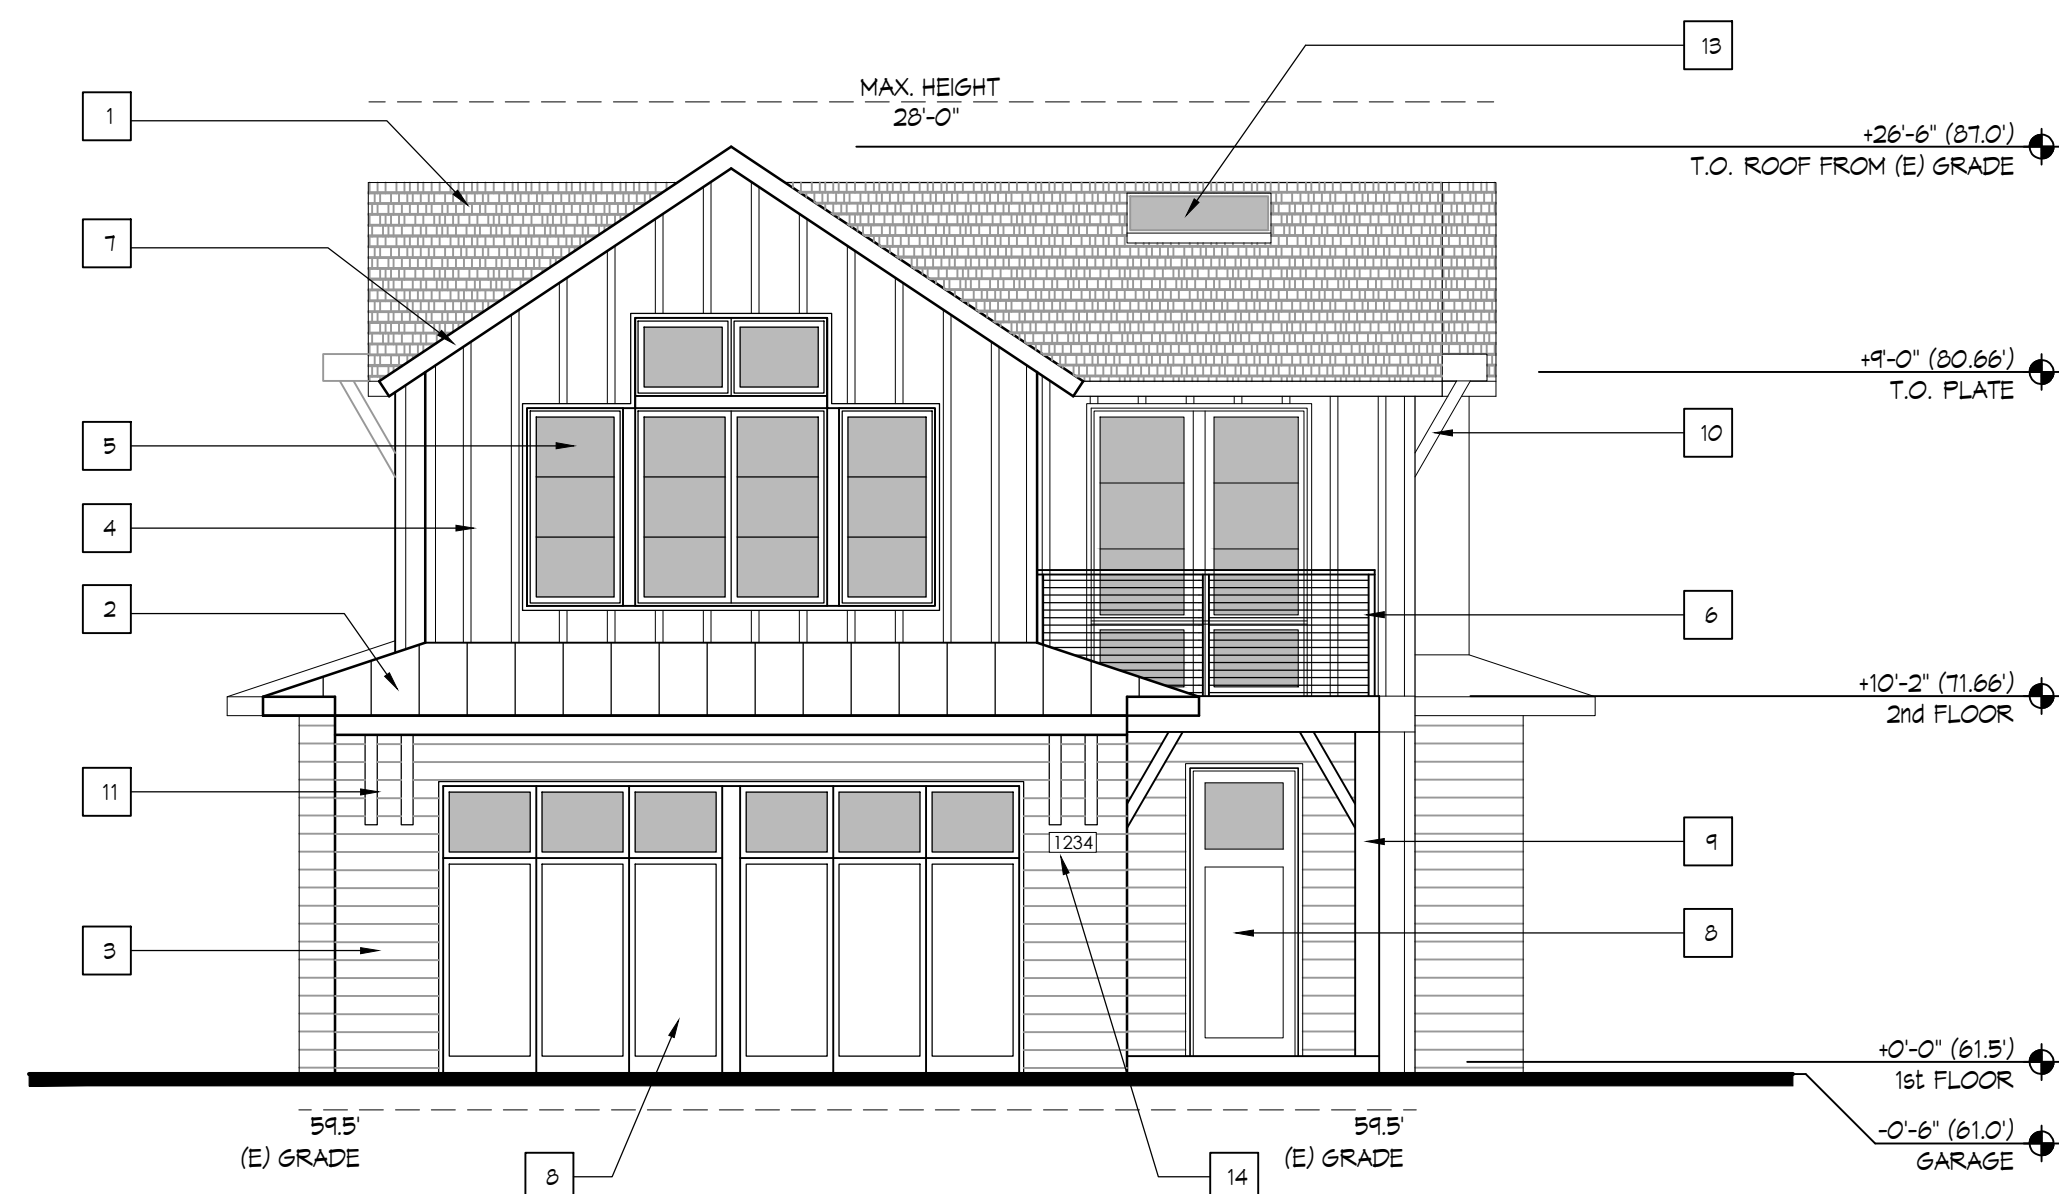 13
MAX. HEIGHT
28'-0"
1
+26'-6" (87.0')
T.O. ROOF FROM (E) GRADE
7
+9'-0" (80.66')
T.O. PLATE
5
10
4
2
6
+10'-2" (71.66')
2nd FLOOR
11
1234
9
3
8
+0'-0" (61.5')
1st FLOOR
59.5'
(E) GRADE
59.5'
(E) GRADE
-0'-6" (61.0')
GARAGE
8
14